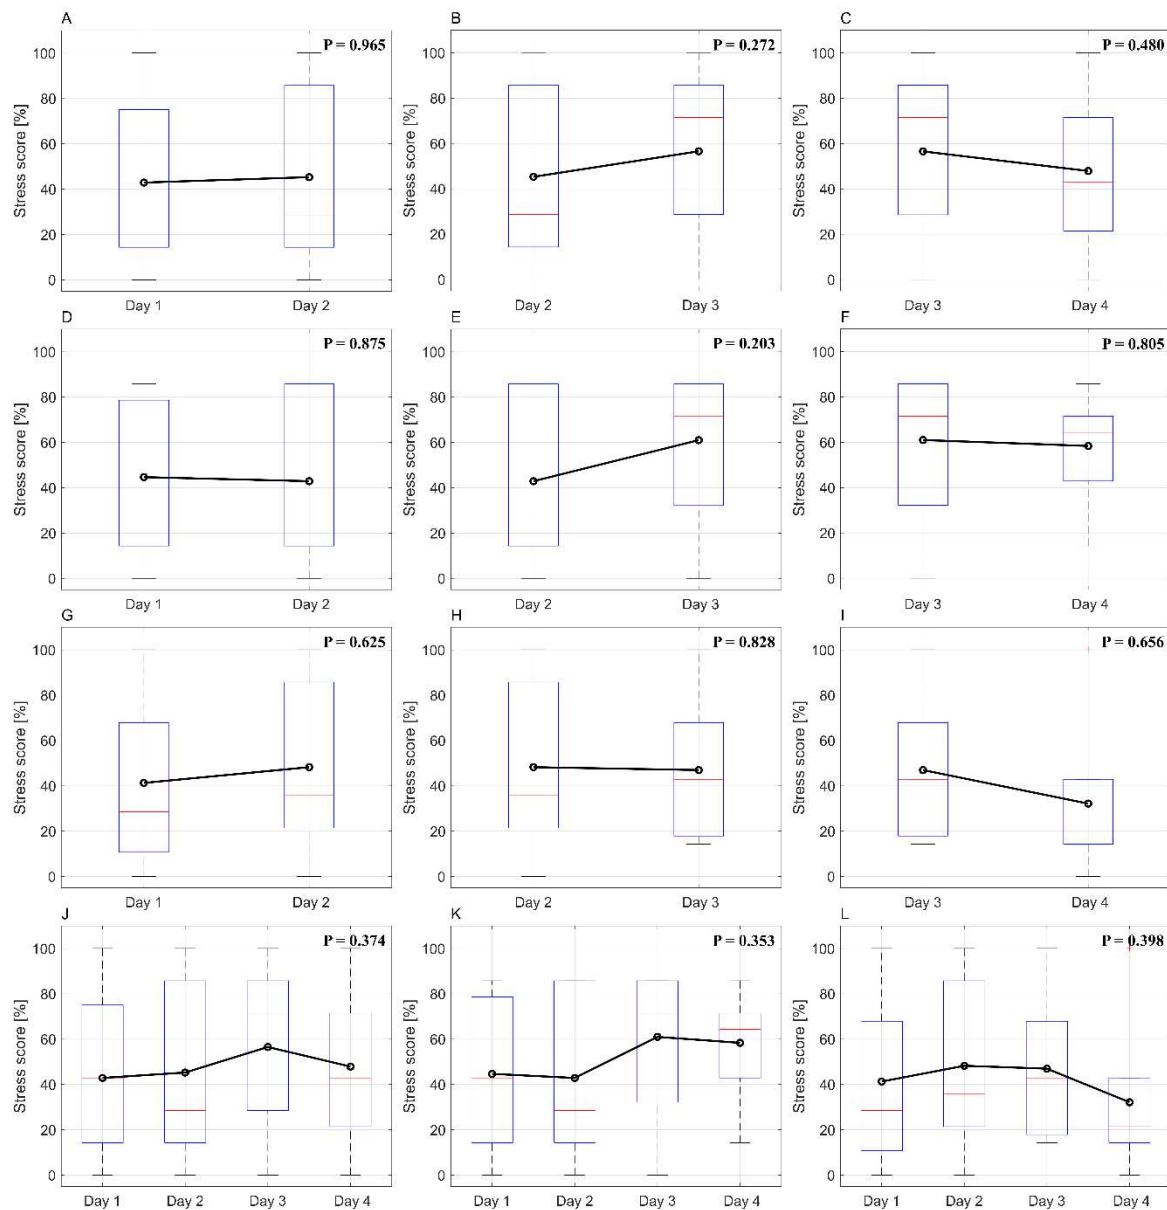 A
B
C
P = 0.965
P = 0.272
P = 0.480
Stress score [%]
100
80
60
40
20
0
Day 1
Day 2
Stress score [%]
100
80
60
40
20
0
Day 2
Day 3
Stress score [%]
100
80
60
40
20
0
Day 3
Day 4
D
E
F
P = 0.875
P = 0.203
P = 0.805
Stress score [%]
100
80
60
40
20
0
Day 1
Day 2
Stress score [%]
100
80
60
40
20
0
Day 2
Day 3
Stress score [%]
100
80
60
40
20
0
Day 3
Day 4
G
H
I
P = 0.625
P = 0.828
P = 0.656
Stress score [%]
100
80
60
40
20
0
Day 1
Day 2
Stress score [%]
100
80
60
40
20
0
Day 2
Day 3
Stress score [%]
100
80
60
40
20
0
Day 3
Day 4
J
K
L
P = 0.374
P = 0.353
P = 0.398
Stress score [%]
100
80
60
40
20
0
Day 1
Day 2
Day 3
Day 4
Stress score [%]
100
80
60
40
20
0
Day 1
Day 2
Day 3
Day 4
Stress score [%]
100
80
60
40
20
0
Day 1
Day 2
Day 3
Day 4